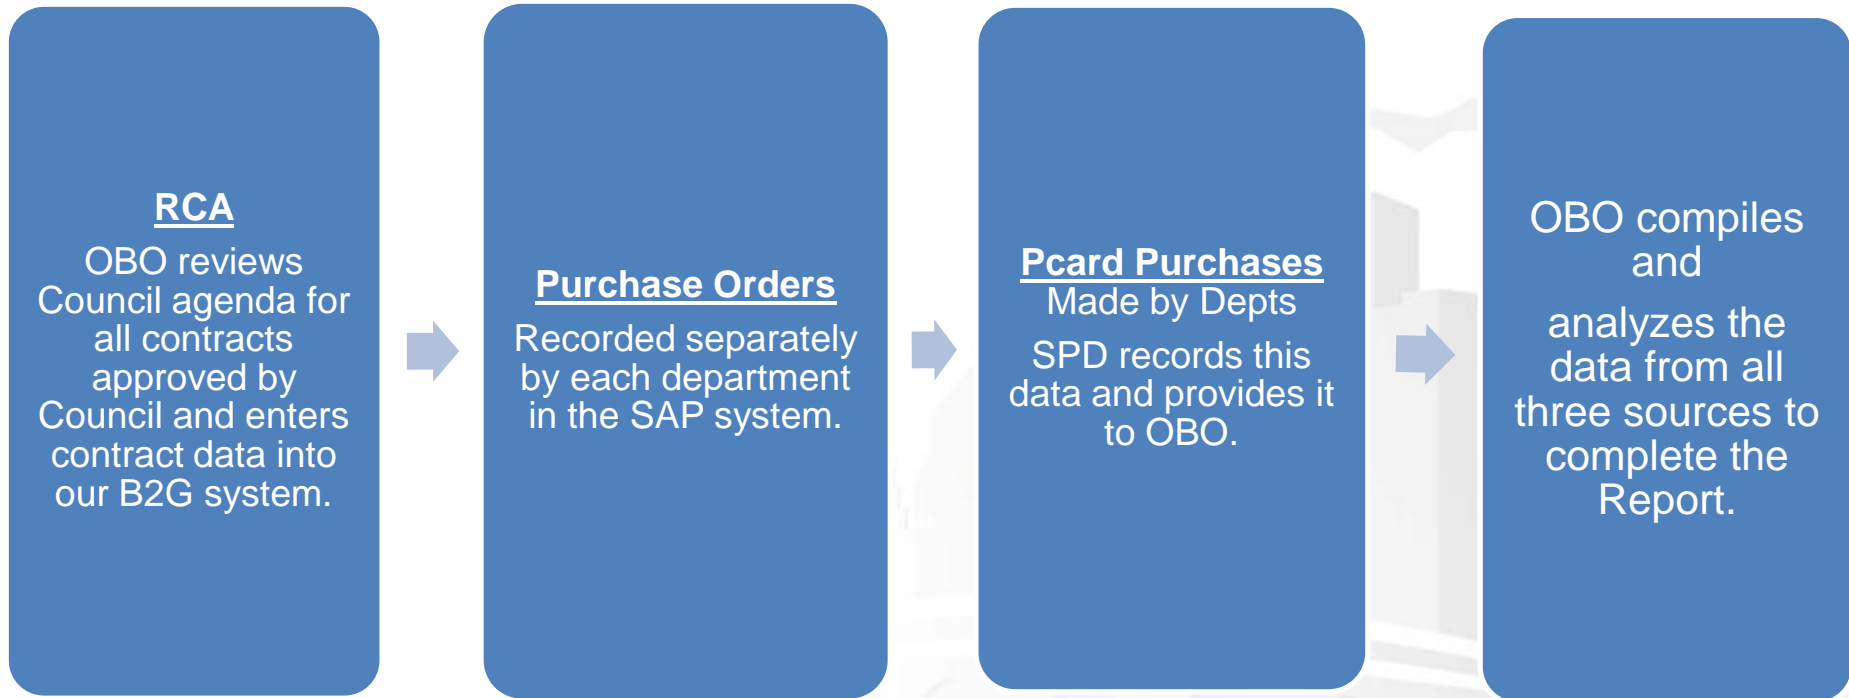 RCA
OBO reviews
Council agenda for
all contracts
approved by
Council and enters
contract data into
our B2G system.
Purchase Orders
Recorded separately
by each department
in the SAP system.
Pcard Purchases
Made by Depts
SPD records this
data and provides it
to OBO.
OBO compiles
and
analyzes the
data from all
three sources to
complete the
Report.